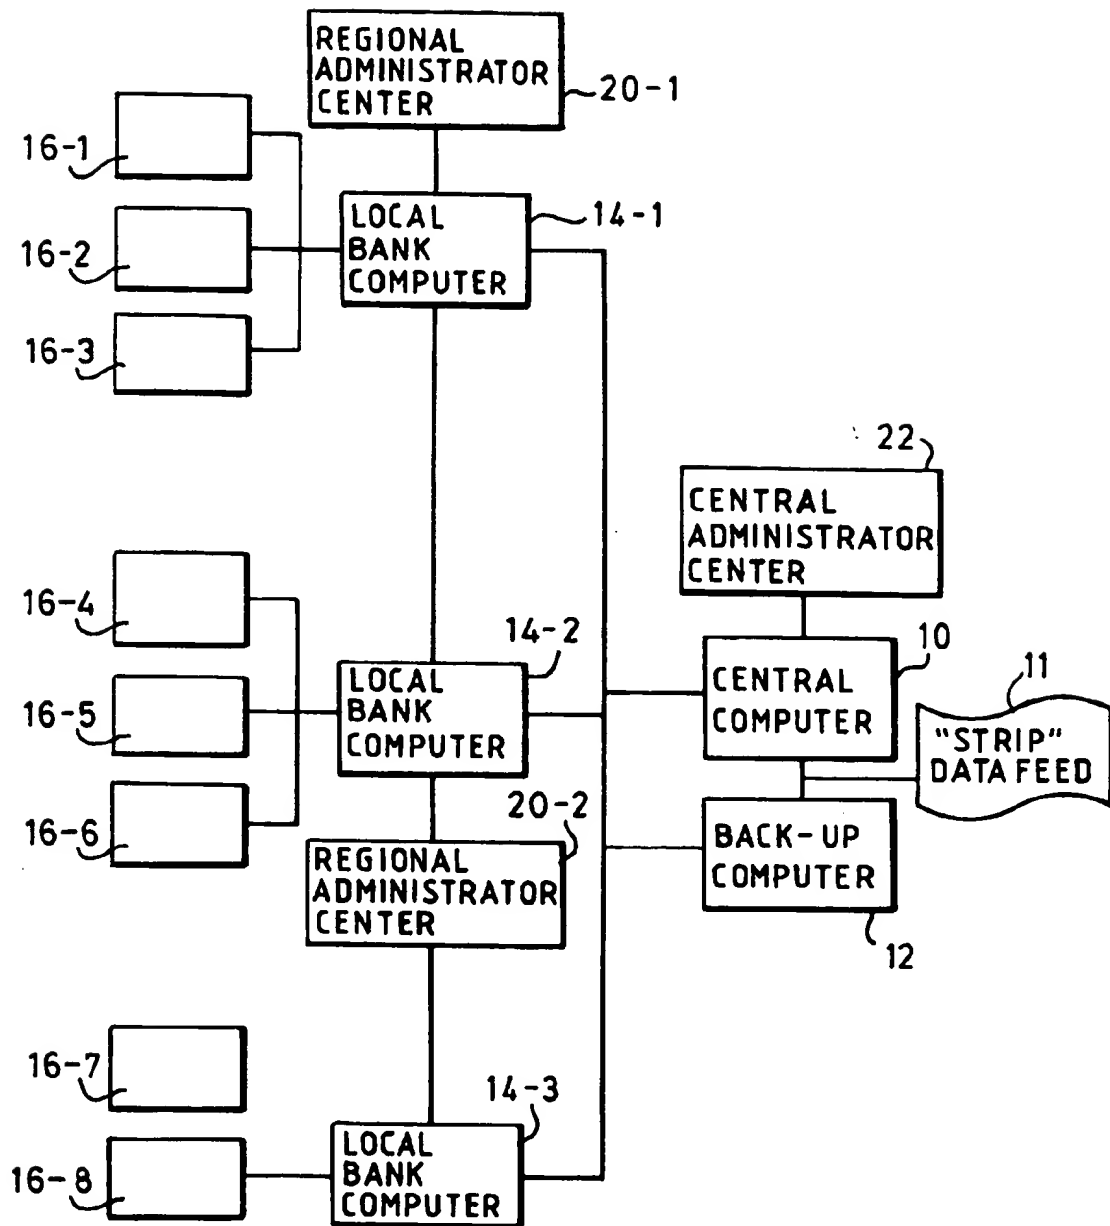 REGIONAL
ADMINISTRATOR
CENTER
20-1
16-1
16-2
16-3
LOCAL
BANK
COMPUTER
14-1
22
CENTRAL
ADMINISTRATOR
CENTER
16-4
16-5
16-6
14-2
LOCAL
BANK
COMPUTER
10
CENTRAL
COMPUTER
11
"STRIP"
DATA FEED
20-2
REGIONAL
ADMINISTRATOR
CENTER
BACK-UP
COMPUTER
12
16-7
16-8
14-3
LOCAL
BANK
COMPUTER